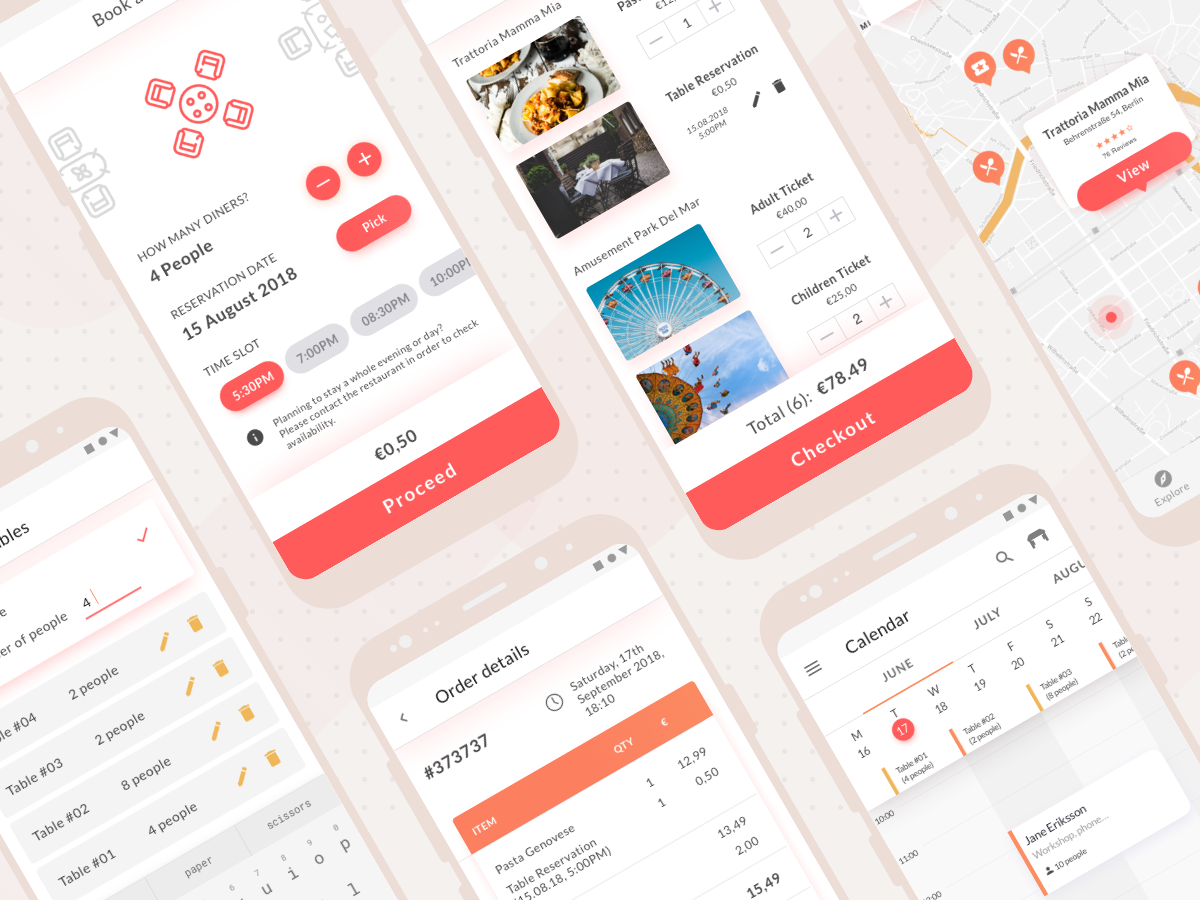 Book a
HOW MANY DINERS?
4 People
RESERVATION DATE
15 August 2018
Pick
TIME SLOT
5:30PM
7:00PM
08:30PM
Planning to stay a whole evening or day?
Please contact the restaurant in order to check
availability.
€0,50
Proceed
Trattoria Mamma Mia
1
Table Reservation
€0,50
15.08.2018
5:00PM
Amusement Park Del Mar
Adult Ticket
€40,00
2
Children Ticket
€25,00
2
Total (6): €78.49
Checkout
MI
Trattoria Mamma Mia
Behrenstraße 54, Berlin
76 Reviews
View
Explore
4
er of people
Table #04
2 people
Table #03
2 people
Table #02
8 people
Table #01
4 people
paper
scissors
6 7 8 9 0
u i o p
l
Order details
#373737
Saturday, 17th
September 2018,
18:10
ITEM
QTY
€
Pasta Genovese
1
12,99
Table Reservation
(15.08.18, 5:00PM)
1
0,50
13,49
2,00
15,49
Calendar
JUNE
JULY
M T W T F S S
16 17 18 19 20 21 22
Table #01
(4 people)
Table #02
(2 people)
Table #03
(8 people)
10:00
11:00
Jane Eriksson
Workshop, phone...
10 people